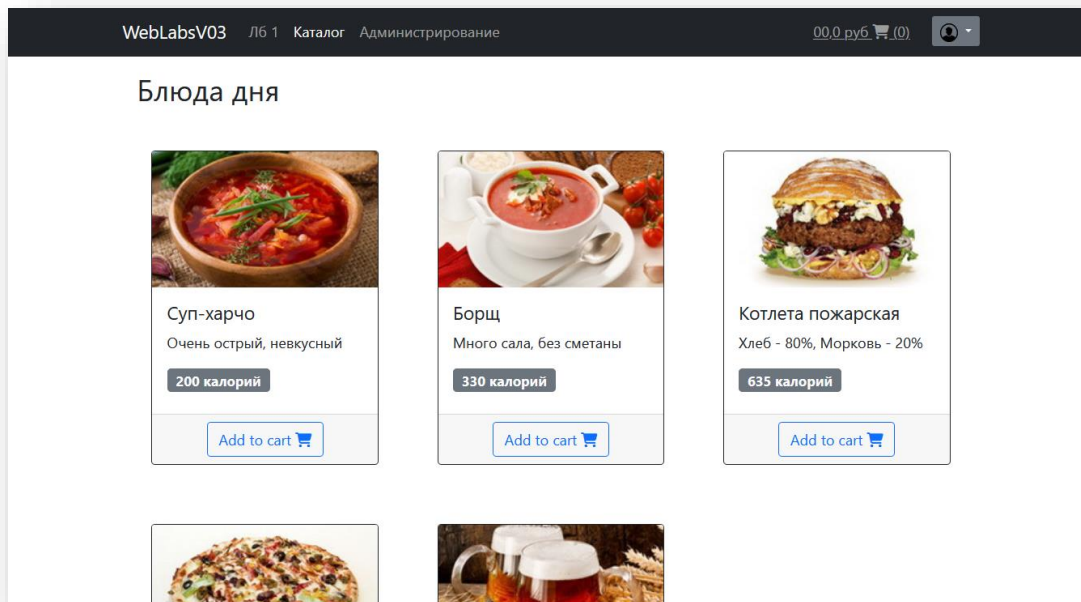 WebLabsV03 Лб 1 Каталог Администрирование 00,0 руб (0)
Блюда дня
Суп-харчо
Очень острый, невкусный
200 калорий
Add to cart
Борщ
Много сала, без сметаны
330 калорий
Add to cart
Котлета пожарская
Хлеб - 80%, Морковь - 20%
635 калорий
Add to cart